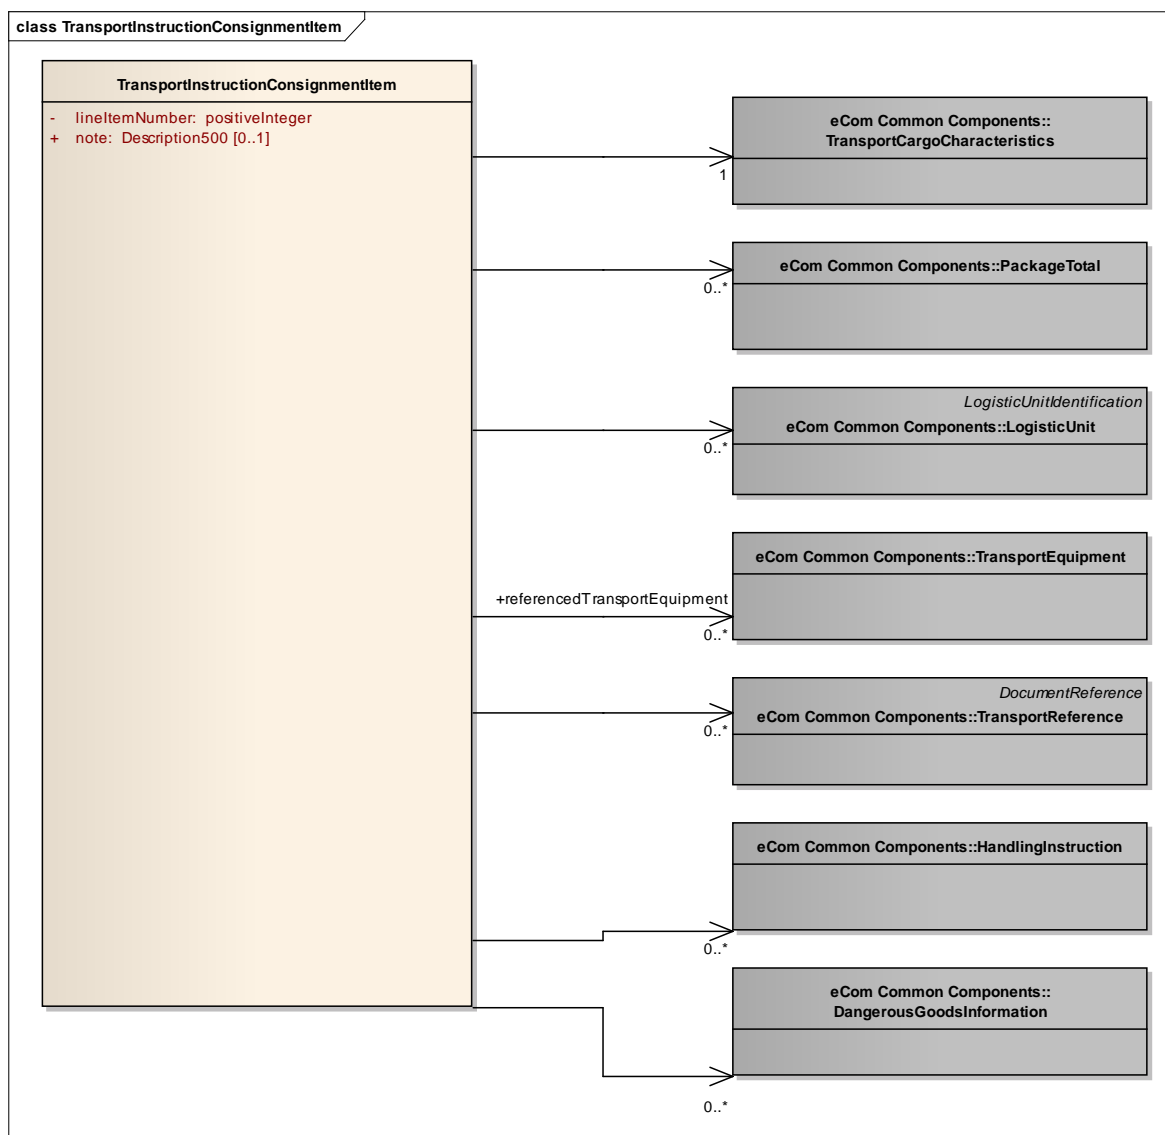 class TransportInstructionConsignmentItem
TransportInstructionConsignmentItem
- lineItemNumber: positiveInteger
+ note: Description500 [0..1]
eCom Common Components::
TransportCargoCharacteristics
1
eCom Common Components::PackageTotal
0..*
LogisticUnitIdentification
eCom Common Components::LogisticUnit
0..*
eCom Common Components::TransportEquipment
+referencedTransportEquipment
0..*
DocumentReference
eCom Common Components::TransportReference
0..*
eCom Common Components::HandlingInstruction
0..*
eCom Common Components::
DangerousGoodsInformation
0..*